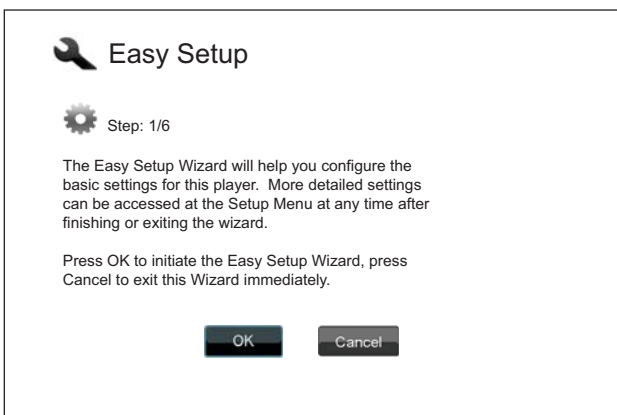 Easy Setup
Step: 1/6
The Easy Setup Wizard will help you configure the
basic settings for this player.  More detailed settings
can be accessed at the Setup Menu at any time after
finishing or exiting the wizard.
Press OK to initiate the Easy Setup Wizard, press
Cancel to exit this Wizard immediately.
OK
Cancel